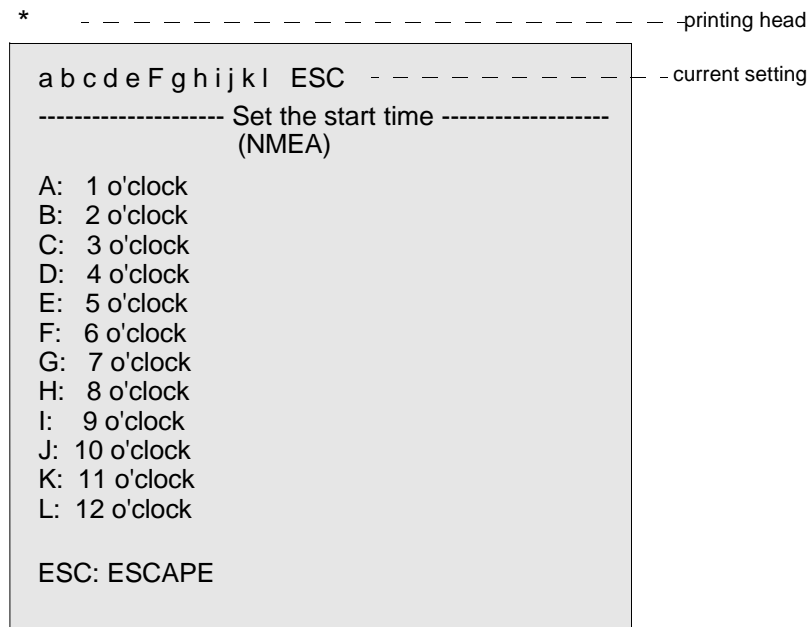 * printing head
a b c d e F g h i j k l ESC current setting
--------------------- Set the start time -------------------
(NMEA)
A: 1 o'clock
B: 2 o'clock
C: 3 o'clock
D: 4 o'clock
E: 5 o'clock
F: 6 o'clock
G: 7 o'clock
H: 8 o'clock
I: 9 o'clock
J: 10 o'clock
K: 11 o'clock
L: 12 o'clock
ESC: ESCAPE